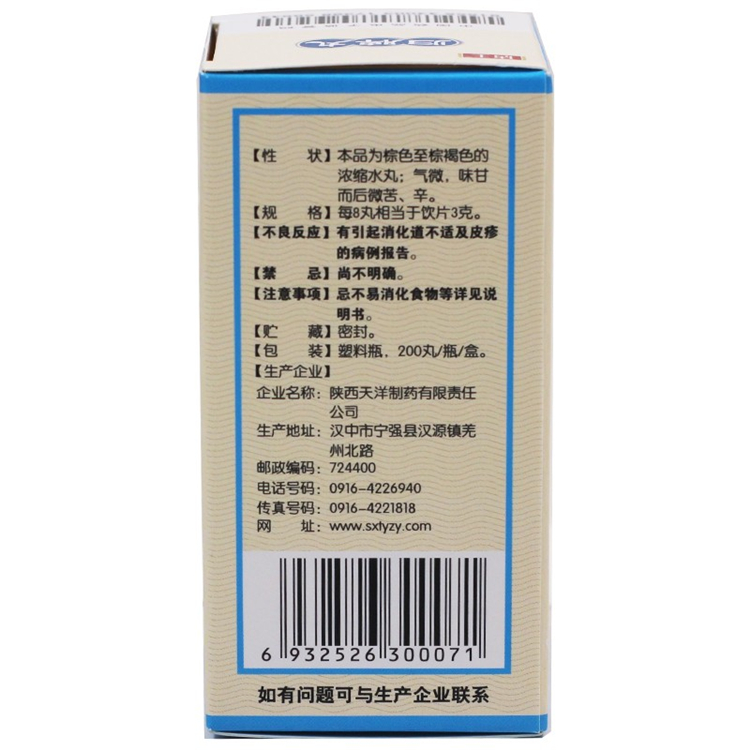 归脾丸
【性　　状】本品为棕色至棕褐色的
浓缩水丸；气微，味甘
而后微苦、辛。
【规　　格】每8丸相当于饮片3克。
【不良反应】有引起消化道不适及皮疹
的病例报告。
【禁　　忌】尚不明确。
【注意事项】忌不易消化食物等详见说
明书。
【贮　　藏】密封。
【包　　装】塑料瓶，200丸/瓶/盒。
【生产企业】
企业名称：陕西天洋制药有限责任
公司
生产地址：汉中市宁强县汉源镇羌
州北路
邮政编码：724400
电话号码：0916-4226940
传真号码：0916-4221818
网　　址：www.sxtyzy.com
6 932526 300071
如有问题可与生产企业联系